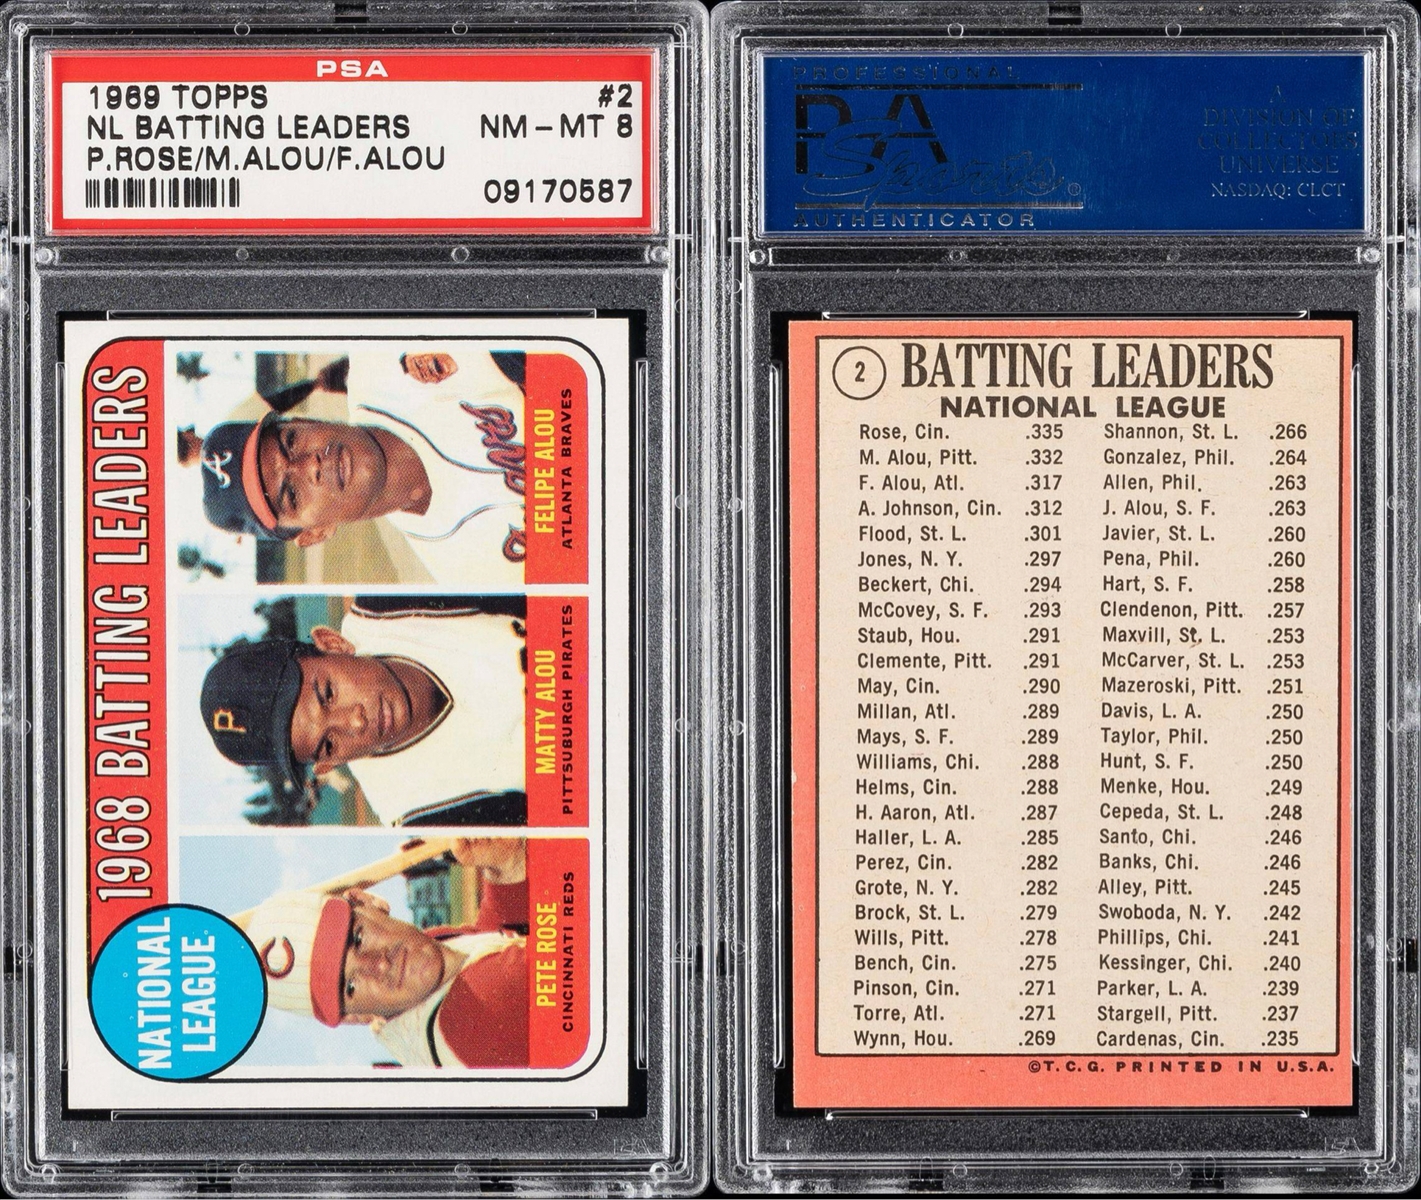 PSA
1969 TOPPS #2
NL BATTING LEADERS NM - MT 8
P.ROSE/M.ALOU/F.ALOU
09170587
1968 BATTING LEADERS
NATIONAL
LEAGUE
A
Braves
FELIPE ALOU
ATLANTA BRAVES
P
MATTY ALOU
PITTSUBURGH PIRATES
C
PETE ROSE
CINCINNATI REDS
PROFESSIONAL
PSA
Sports
®
AUTHENTICATOR
A
DIVISION OF
COLLECTORS
UNIVERSE
NASDAQ: CLCT
2 BATTING LEADERS
NATIONAL LEAGUE
Rose, Cin. .335 Shannon, St. L. .266
M. Alou, Pitt. .332 Gonzalez, Phil. .264
F. Alou, Atl. .317 Allen, Phil. .263
A. Johnson, Cin. .312 J. Alou, S. F. .263
Flood, St. L. .301 Javier, St. L. .260
Jones, N. Y. .297 Pena, Phil. .260
Beckert, Chi. .294 Hart, S. F. .258
McCovey, S. F. .293 Clendenon, Pitt. .257
Staub, Hou. .291 Maxvill, St. L. .253
Clemente, Pitt. .291 McCarver, St. L. .253
May, Cin. .290 Mazeroski, Pitt. .251
Millan, Atl. .289 Davis, L. A. .250
Mays, S. F. .289 Taylor, Phil. .250
Williams, Chi. .288 Hunt, S. F. .250
Helms, Cin. .288 Menke, Hou. .249
H. Aaron, Atl. .287 Cepeda, St. L. .248
Haller, L. A. .285 Santo, Chi. .246
Perez, Cin. .282 Banks, Chi. .246
Grote, N. Y. .282 Alley, Pitt. .245
Brock, St. L. .279 Swoboda, N. Y. .242
Wills, Pitt. .278 Phillips, Chi. .241
Bench, Cin. .275 Kessinger, Chi. .240
Pinson, Cin. .271 Parker, L. A. .239
Torre, Atl. .271 Stargell, Pitt. .237
Wynn, Hou. .269 Cardenas, Cin. .235
©T.C.G. PRINTED IN U.S.A.